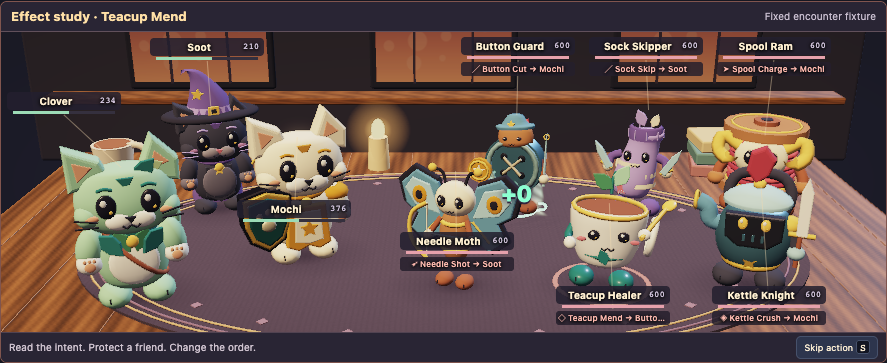 Effect study · Teacup Mend
Fixed encounter fixture
Soot 210
Button Guard 600
Button Cut → Mochi
Sock Skipper 600
Sock Skip → Soot
Spool Ram 600
Spool Charge → Mochi
Clover 234
Mochi 376
+0
Needle Moth 600
Needle Shot → Soot
Teacup Healer 600
Teacup Mend → Butto...
Kettle Knight 600
Kettle Crush → Mochi
Read the intent. Protect a friend. Change the order.
Skip action S